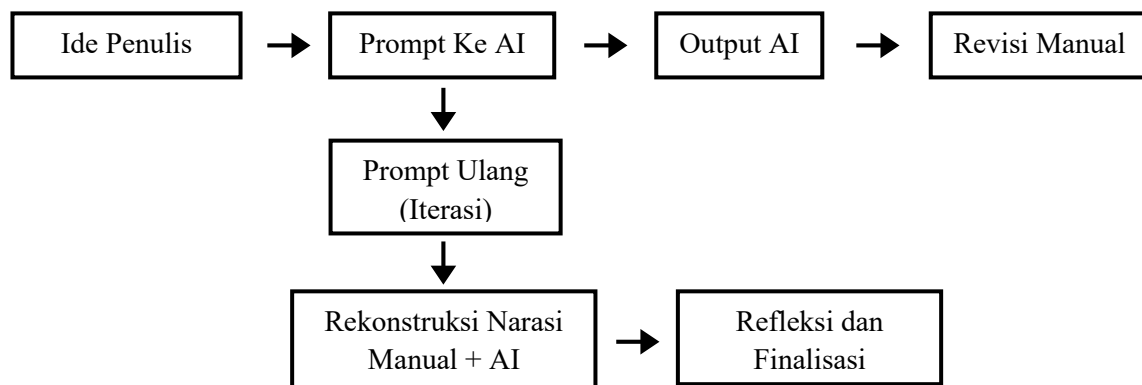 Ide Penulis
Prompt Ke AI
Output AI
Revisi Manual
Prompt Ulang
(Iterasi)
Rekonstruksi Narasi
Manual + AI
Refleksi dan
Finalisasi